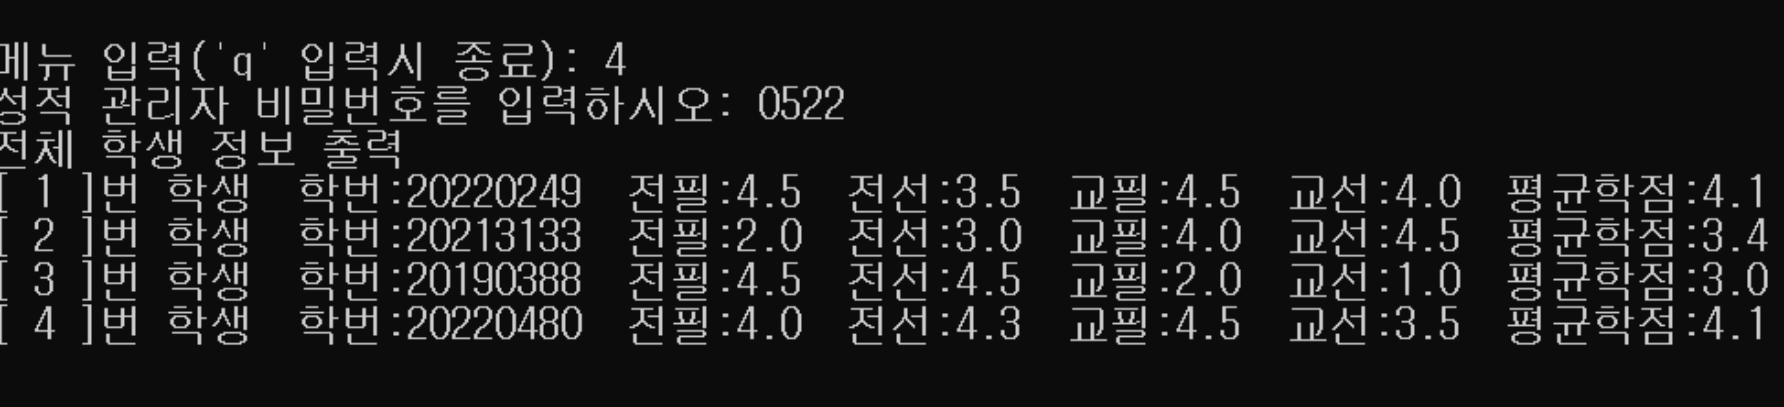 메뉴 입력('q' 입력시 종료): 4
성적 관리자 비밀번호를 입력하시오: 0522
전체 학생 정보 출력
[ 1 ]번 학생 학번:20220249 전필:4.5 전선:3.5 교필:4.5 교선:4.0 평균학점:4.1
[ 2 ]번 학생 학번:20213133 전필:2.0 전선:3.0 교필:4.0 교선:4.5 평균학점:3.4
[ 3 ]번 학생 학번:20190388 전필:4.5 전선:4.5 교필:2.0 교선:1.0 평균학점:3.0
[ 4 ]번 학생 학번:20220480 전필:4.0 전선:4.3 교필:4.5 교선:3.5 평균학점:4.1